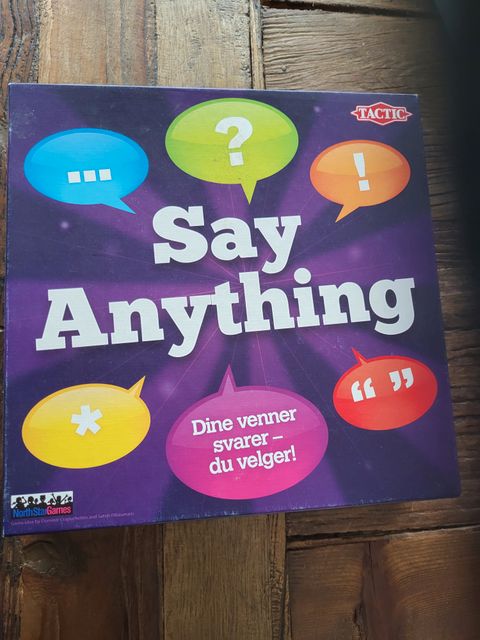 TACTIC
...
?
!
Say
Anything
*
Dine venner
svarer –
du velger!
“ ”
NorthStarGames